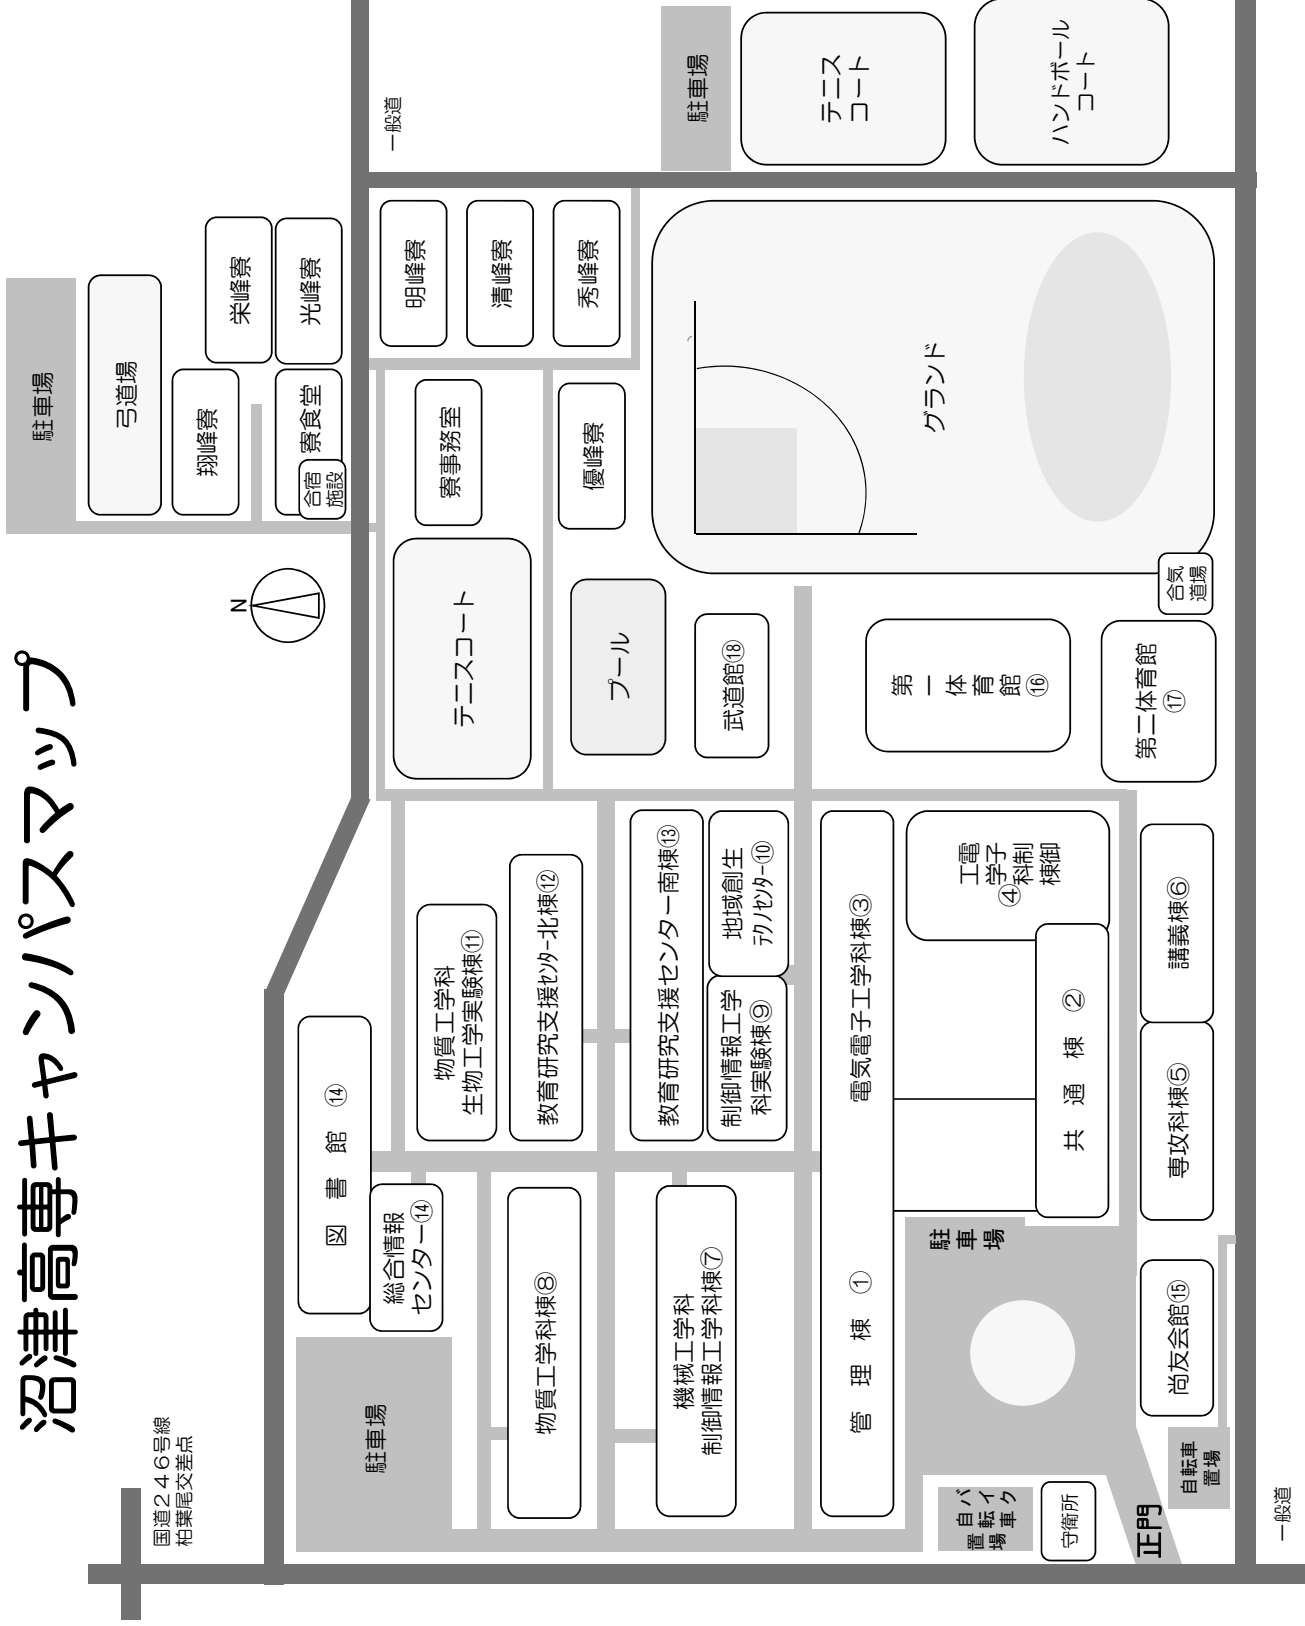 沼津高専キャンパスマップ
国道２４６号線
柏葉尾交差点
N
駐車場
弓道場
栄峰寮
光峰寮
翔峰寮
寮食堂
合宿
施設
一般道
明峰寮
清峰寮
秀峰寮
寮事務室
優峰寮
駐車場
テニス
コート
ハンドボール
コート
グランド
テニスコート
プール
武道館⑱
第一体育館⑯
合気
道場
第二体育館
⑰
図書館⑭
総合情報
センター⑭
物質工学科
生物工学実験棟⑪
教育研究支援ｾﾝﾀｰ北棟⑫
教育研究支援センター南棟⑬
地域創生
ﾃｸﾉｾﾝﾀｰ⑩
制御情報工学
科実験棟⑨
電気電子工学科棟③
電子制御
工学科棟
④
共通棟②
講義棟⑥
専攻科棟⑤
駐車場
物質工学科棟⑧
機械工学科
制御情報工学科棟⑦
管理棟①
駐車場
尚友会館⑮
自転車
置場
バイク
自転車
置場
守衛所
正門
一般道